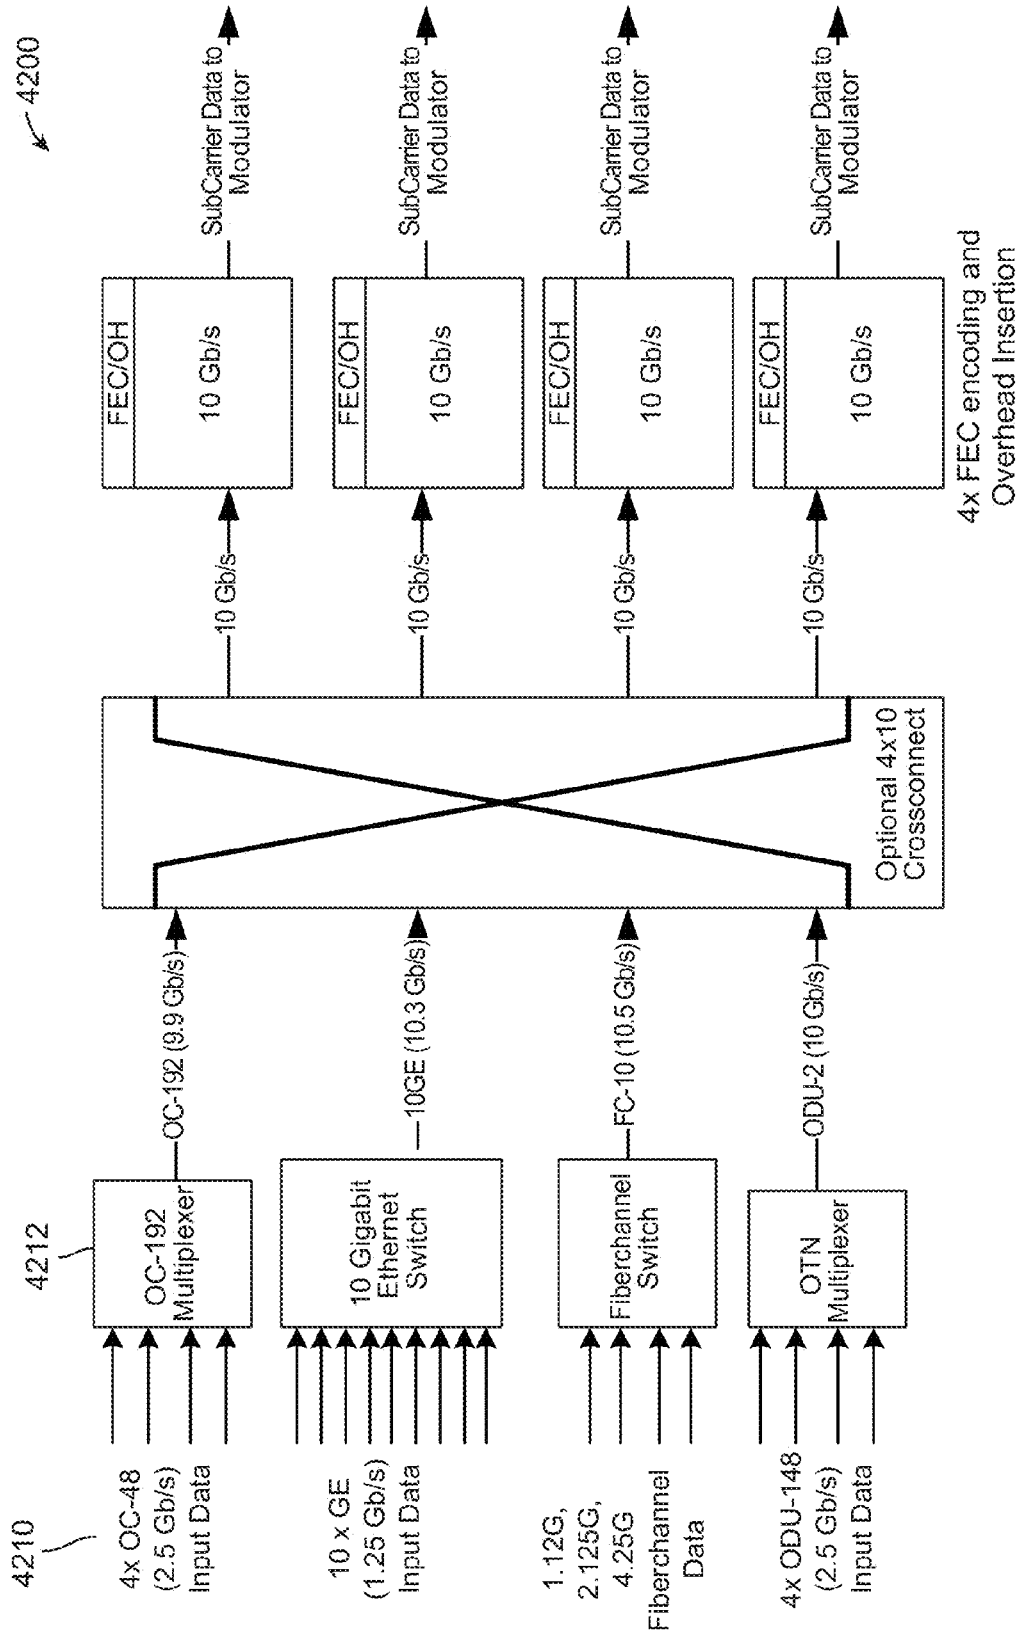 4200
4210
4x OC-48
(2.5 Gb/s)
Input Data
4212
OC-192
Multiplexer
OC-192 (9.9 Gb/s)
10 x GE
(1.25 Gb/s)
Input Data
10 Gigabit
Ethernet
Switch
10GE (10.3 Gb/s)
1.12G,
2.125G,
4.25G
Fiberchannel
Data
Fiberchannel
Switch
FC-10 (10.5 Gb/s)
4x ODU-148
(2.5 Gb/s)
Input Data
OTN
Multiplexer
ODU-2 (10 Gb/s)
Optional 4x10
Crossconnect
10 Gb/s
10 Gb/s
10 Gb/s
10 Gb/s
FEC/OH
10 Gb/s
FEC/OH
10 Gb/s
FEC/OH
10 Gb/s
FEC/OH
10 Gb/s
4x FEC encoding and
Overhead Insertion
SubCarrier Data to
Modulator
SubCarrier Data to
Modulator
SubCarrier Data to
Modulator
SubCarrier Data to
Modulator